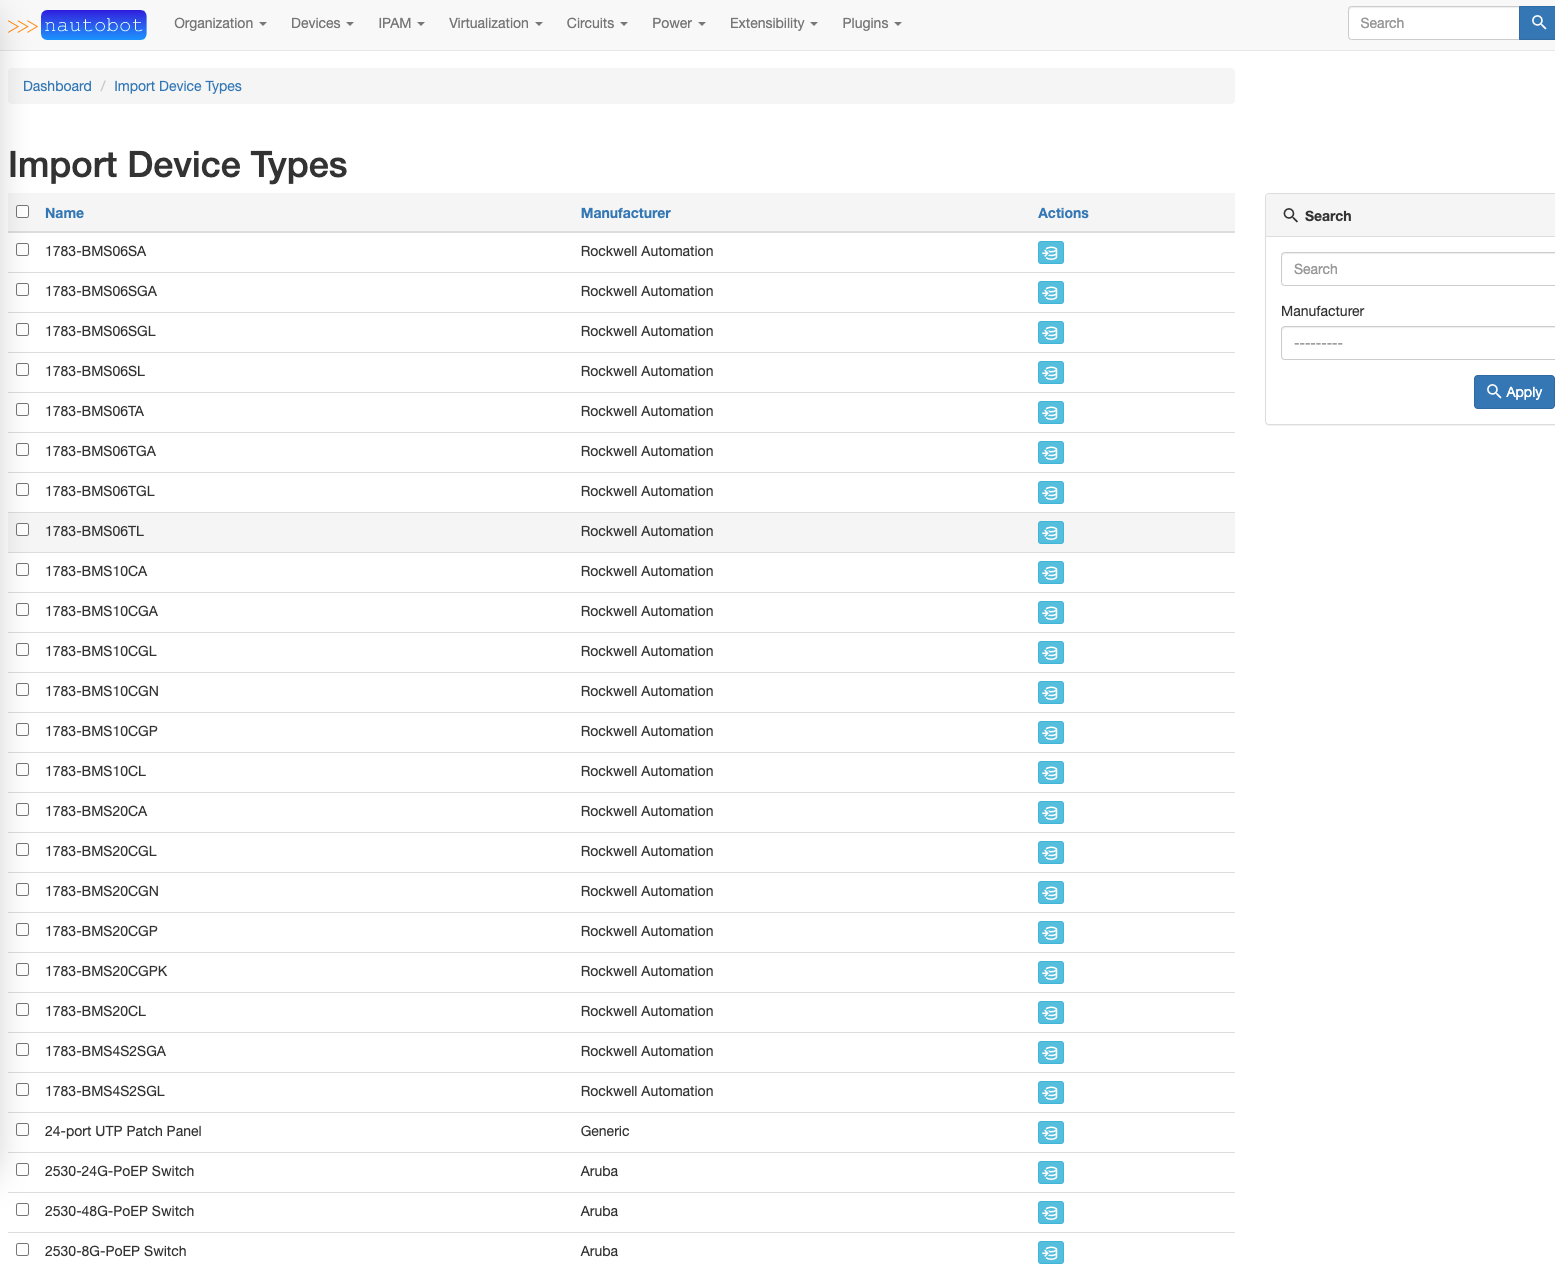 >>> nautobot Organization Devices IPAM Virtualization Circuits Power Extensibility Plugins Search
Dashboard / Import Device Types
Import Device Types
Name Manufacturer Actions
1783-BMS06SA Rockwell Automation
1783-BMS06SGA Rockwell Automation
1783-BMS06SGL Rockwell Automation
1783-BMS06SL Rockwell Automation
1783-BMS06TA Rockwell Automation
1783-BMS06TGA Rockwell Automation
1783-BMS06TGL Rockwell Automation
1783-BMS06TL Rockwell Automation
1783-BMS10CA Rockwell Automation
1783-BMS10CGA Rockwell Automation
1783-BMS10CGL Rockwell Automation
1783-BMS10CGN Rockwell Automation
1783-BMS10CGP Rockwell Automation
1783-BMS10CL Rockwell Automation
1783-BMS20CA Rockwell Automation
1783-BMS20CGL Rockwell Automation
1783-BMS20CGN Rockwell Automation
1783-BMS20CGP Rockwell Automation
1783-BMS20CGPK Rockwell Automation
1783-BMS20CL Rockwell Automation
1783-BMS4S2SGA Rockwell Automation
1783-BMS4S2SGL Rockwell Automation
24-port UTP Patch Panel Generic
2530-24G-PoEP Switch Aruba
2530-48G-PoEP Switch Aruba
2530-8G-PoEP Switch Aruba
Search
Search
Manufacturer
---------
Apply